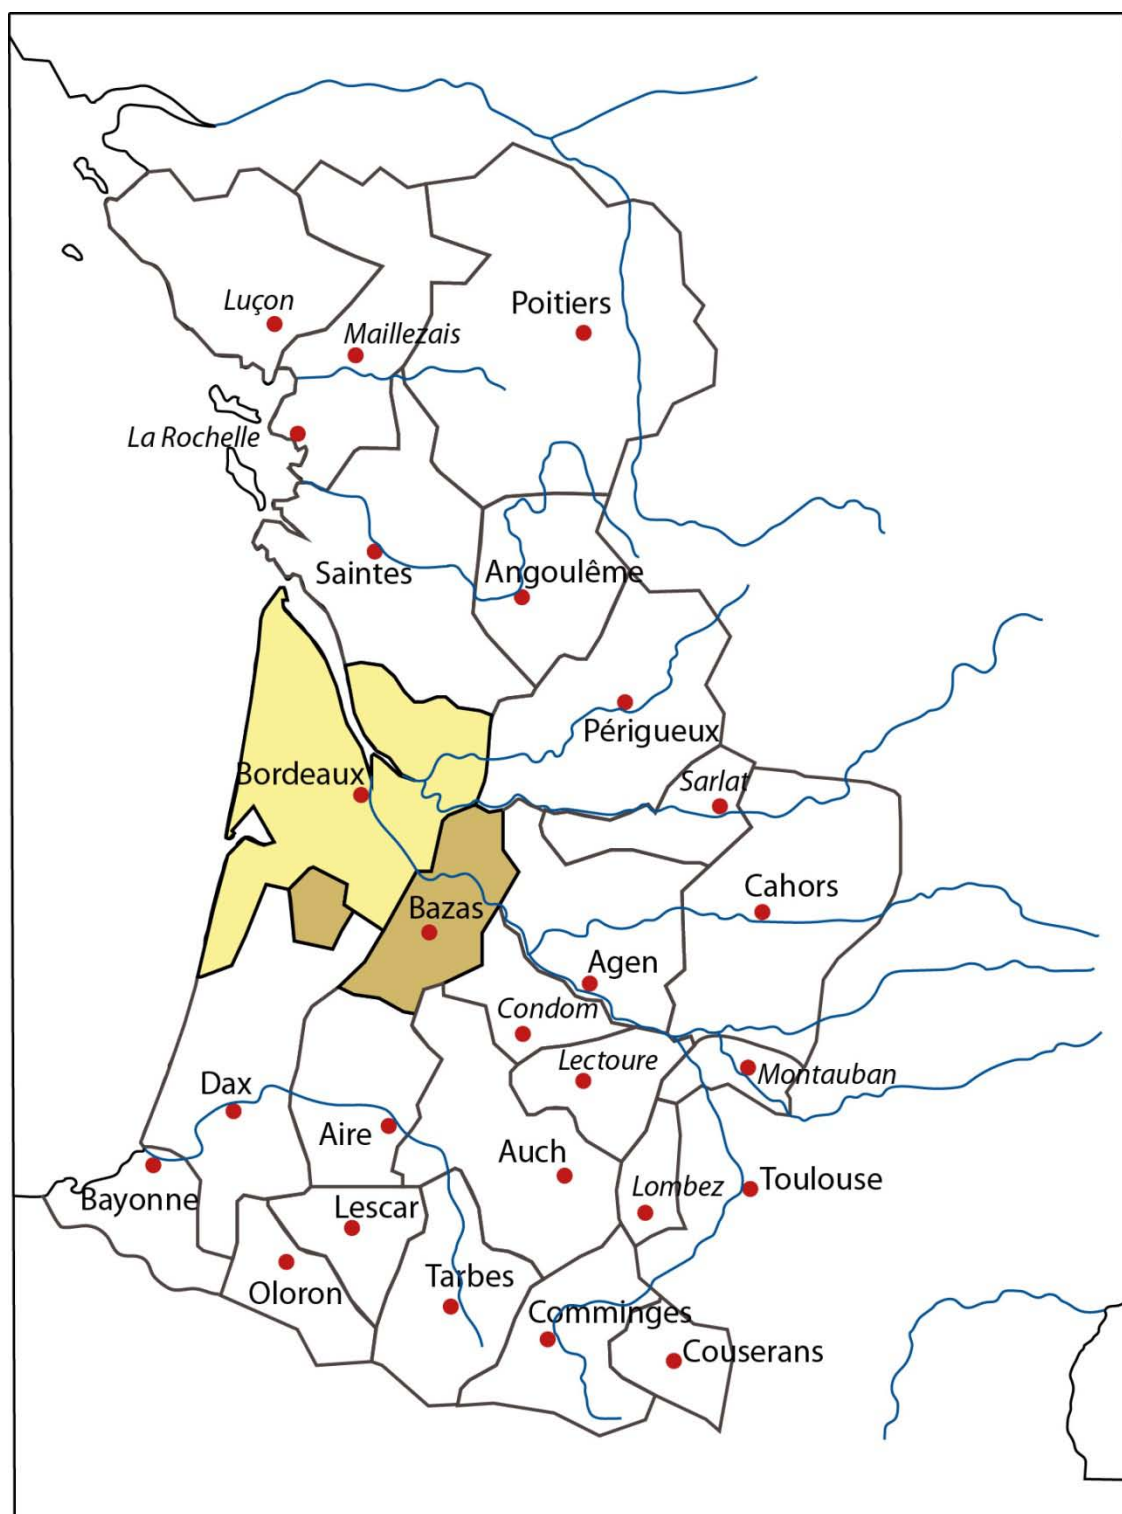 Luçon
Poitiers
Maillezais
La Rochelle
Saintes
Angoulême
Périgueux
Bordeaux
Sarlat
Cahors
Bazas
Agen
Condom
Lectoure
Montauban
Dax
Aire
Auch
Toulouse
Bayonne
Lescar
Lombez
Oloron
Tarbes
Comminges
Couserans